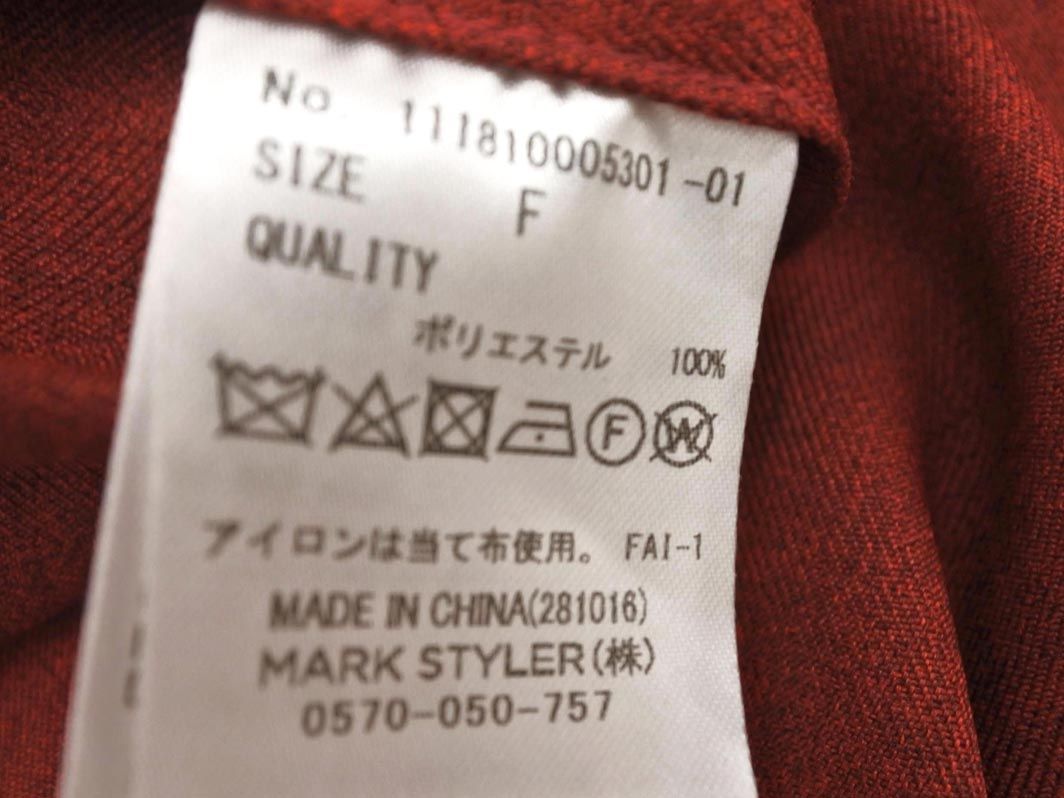 No 111810005301-01
SIZE F
QUALITY
ポリエステル 100%
F W
アイロンは当て布使用。 FAI-1
MADE IN CHINA(281016)
MARK STYLER(株)
0570-050-757